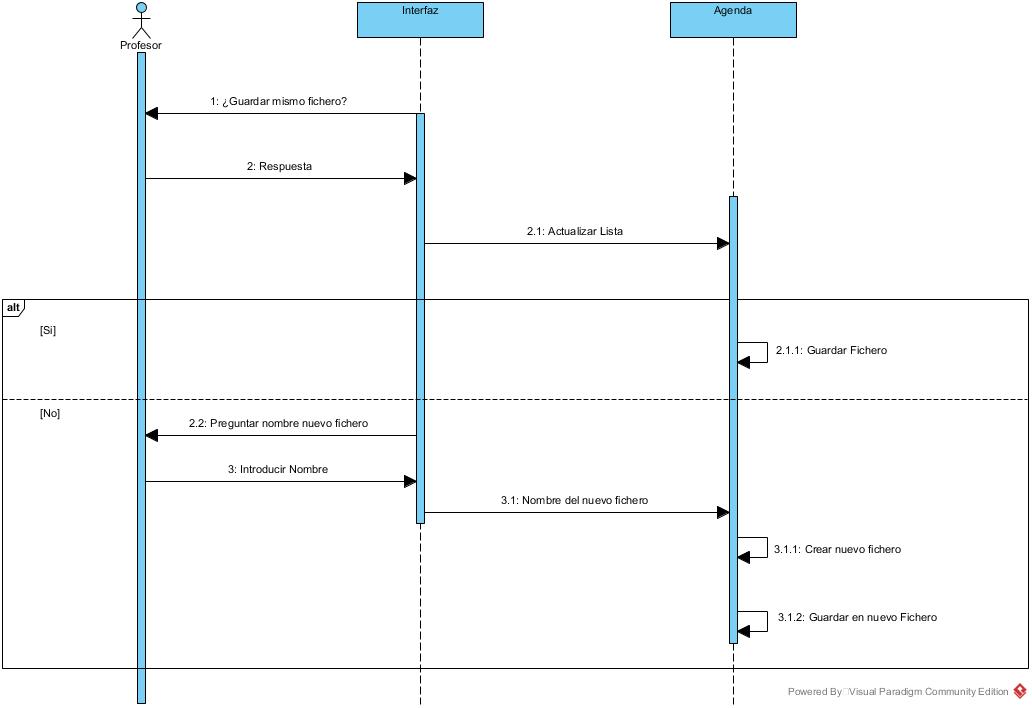 Profesor
Interfaz
Agenda
1: ¿Guardar mismo fichero?
2: Respuesta
2.1: Actualizar Lista
alt
[Si]
2.1.1: Guardar Fichero
[No]
2.2: Preguntar nombre nuevo fichero
3: Introducir Nombre
3.1: Nombre del nuevo fichero
3.1.1: Crear nuevo fichero
3.1.2: Guardar en nuevo Fichero
Powered By Visual Paradigm Community Edition